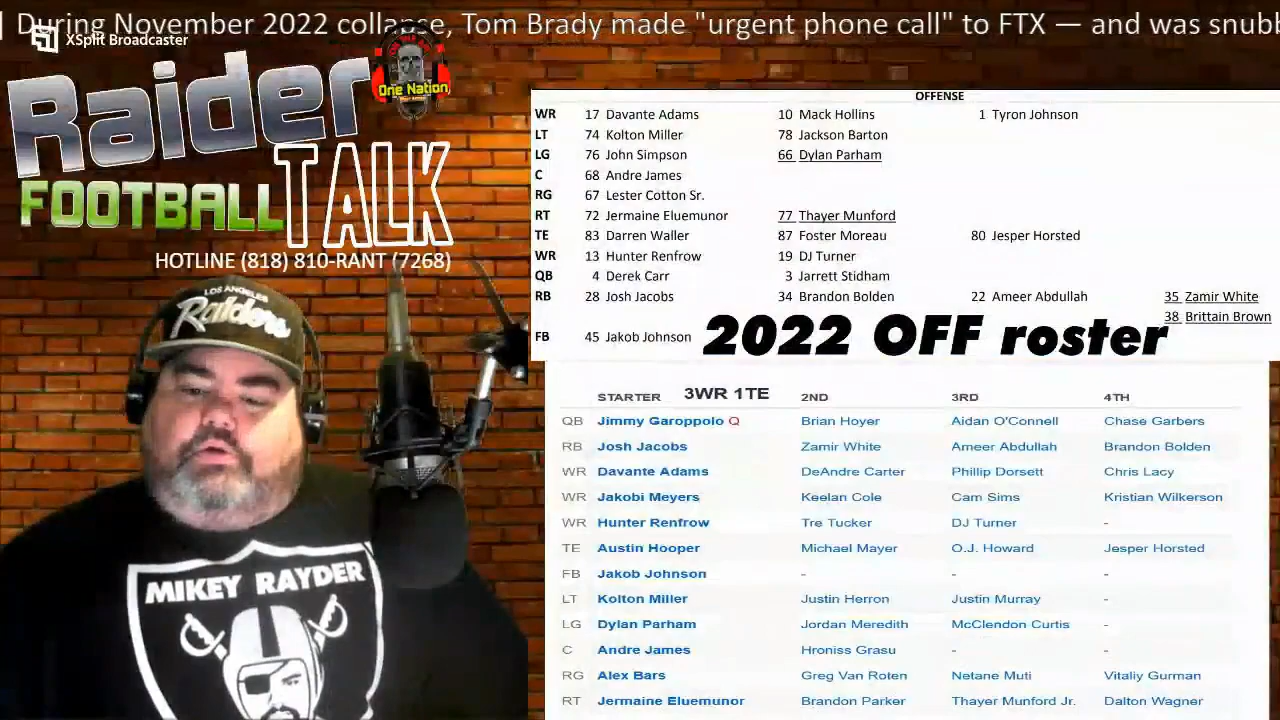 | During November 2022 collapse, Tom Brady made "urgent phone call" to FTX — and was snubb
XSplit Broadcaster
Raider
One Nation
FOOTBALL
TALK
HOTLINE (818) 810-RANT (7268)
LOS ANGELES
Raiders
MIKEY RAYDER
OFFENSE
WR 17 Davante Adams 10 Mack Hollins 1 Tyron Johnson
LT 74 Kolton Miller 78 Jackson Barton
LG 76 John Simpson 66 Dylan Parham
C 68 Andre James
RG 67 Lester Cotton Sr.
RT 72 Jermaine Eluemunor 77 Thayer Munford
TE 83 Darren Waller 87 Foster Moreau 80 Jesper Horsted
WR 13 Hunter Renfrow 19 DJ Turner
QB 4 Derek Carr 3 Jarrett Stidham
RB 28 Josh Jacobs 34 Brandon Bolden 22 Ameer Abdullah 35 Zamir White
38 Brittain Brown
FB 45 Jakob Johnson
2022 OFF roster
STARTER 3WR 1TE 2ND 3RD 4TH
QB Jimmy Garoppolo Q Brian Hoyer Aidan O'Connell Chase Garbers
RB Josh Jacobs Zamir White Ameer Abdullah Brandon Bolden
WR Davante Adams DeAndre Carter Phillip Dorsett Chris Lacy
WR Jakobi Meyers Keelan Cole Cam Sims Kristian Wilkerson
WR Hunter Renfrow Tre Tucker DJ Turner -
TE Austin Hooper Michael Mayer O.J. Howard Jesper Horsted
FB Jakob Johnson - - -
LT Kolton Miller Justin Herron Justin Murray -
LG Dylan Parham Jordan Meredith McClendon Curtis -
C Andre James Hroniss Grasu - -
RG Alex Bars Greg Van Roten Netane Muti Vitaliy Gurman
RT Jermaine Eluemunor Brandon Parker Thayer Munford Jr. Dalton Wagner